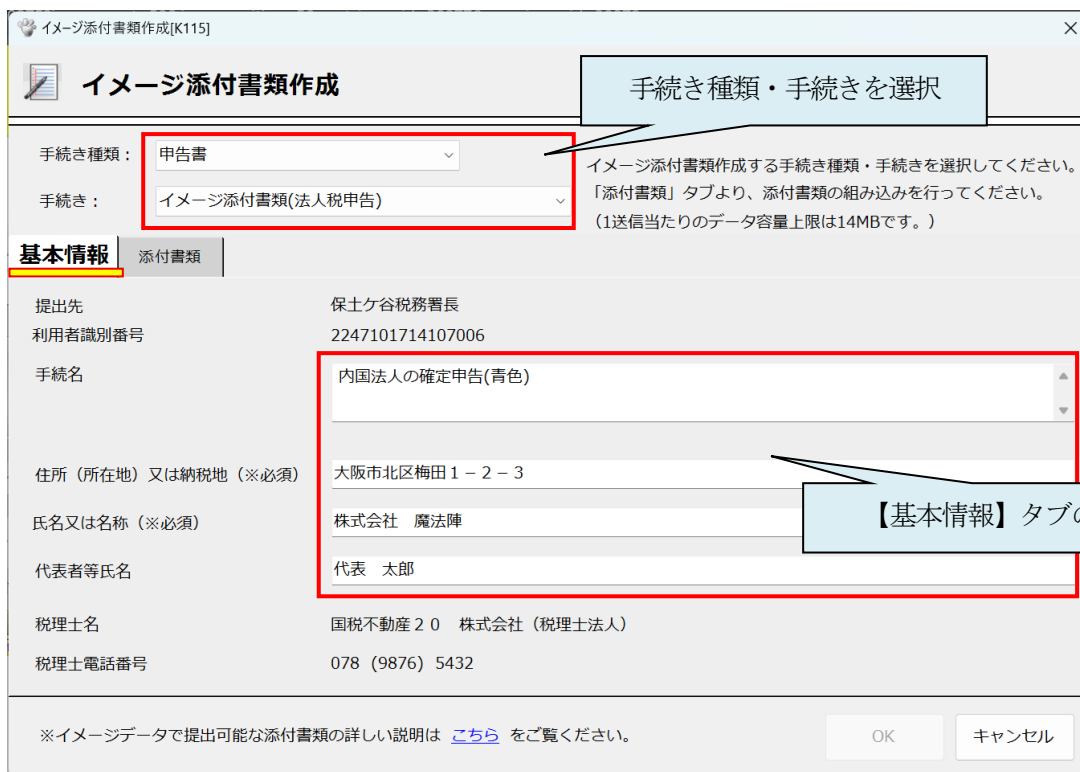 イメージ添付書類作成[K115]
イメージ添付書類作成
手続き種類・手続きを選択
手続き種類： 申告書
手続き： イメージ添付書類(法人税申告)
イメージ添付書類作成する手続き種類・手続きを選択してください。
「添付書類」タブより、添付書類の組み込みを行ってください。
（1送信当たりのデータ容量上限は14MBです。）
基本情報 添付書類
提出先 保土ケ谷税務署長
利用者識別番号 2247101714107006
手続名 内国法人の確定申告(青色)
住所（所在地）又は納税地（※必須） 大阪市北区梅田１－２－３
氏名又は名称（※必須） 株式会社　魔法陣
【基本情報】タブの
代表者等氏名 代表　太郎
税理士名 国税不動産２０　株式会社（税理士法人）
税理士電話番号 078（9876）5432
※イメージデータで提出可能な添付書類の詳しい説明は こちら をご覧ください。
OK キャンセル